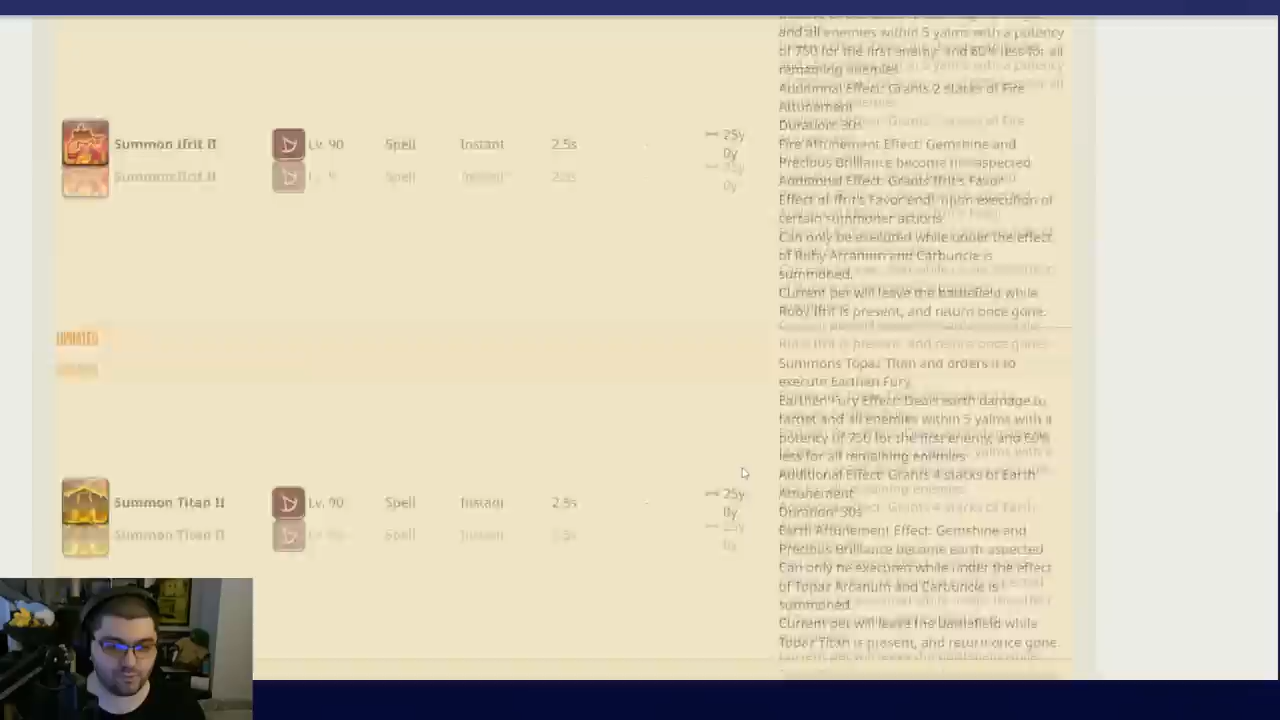 and all enemies within 5 yalms with a potency
of 750 for the first enemy, and 60% less for all
remaining enemies.
Additional Effect: Grants 2 stacks of Fire
Attunement
Duration: 30s
Summon Ifrit II Lv. 90 Spell Instant 2.5s - 25y
0y
Fire Attunement Effect: Gemshine and
Precious Brilliance become fire-aspected
Additional Effect: Grants Ifrit's Favor
Effect of Ifrit's Favor ends upon execution of
certain summoner actions.
Can only be executed while under the effect
of Ruby Arcanum and Carbuncle is
summoned.
Current pet will leave the battlefield while
Ruby Ifrit is present, and return once gone.
UPDATED
Summons Topaz Titan and orders it to
execute Earthen Fury.
Earthen Fury Effect: Deals earth damage to
target and all enemies within 5 yalms with a
potency of 750 for the first enemy, and 60%
less for all remaining enemies.
Additional Effect: Grants 4 stacks of Earth
Attunement
Summon Titan II Lv. 90 Spell Instant 2.5s - 25y
0y
Duration: 30s
Earth Attunement Effect: Gemshine and
Precious Brilliance become earth-aspected
Can only be executed while under the effect
of Topaz Arcanum and Carbuncle is
summoned.
Current pet will leave the battlefield while
Topaz Titan is present, and return once gone.